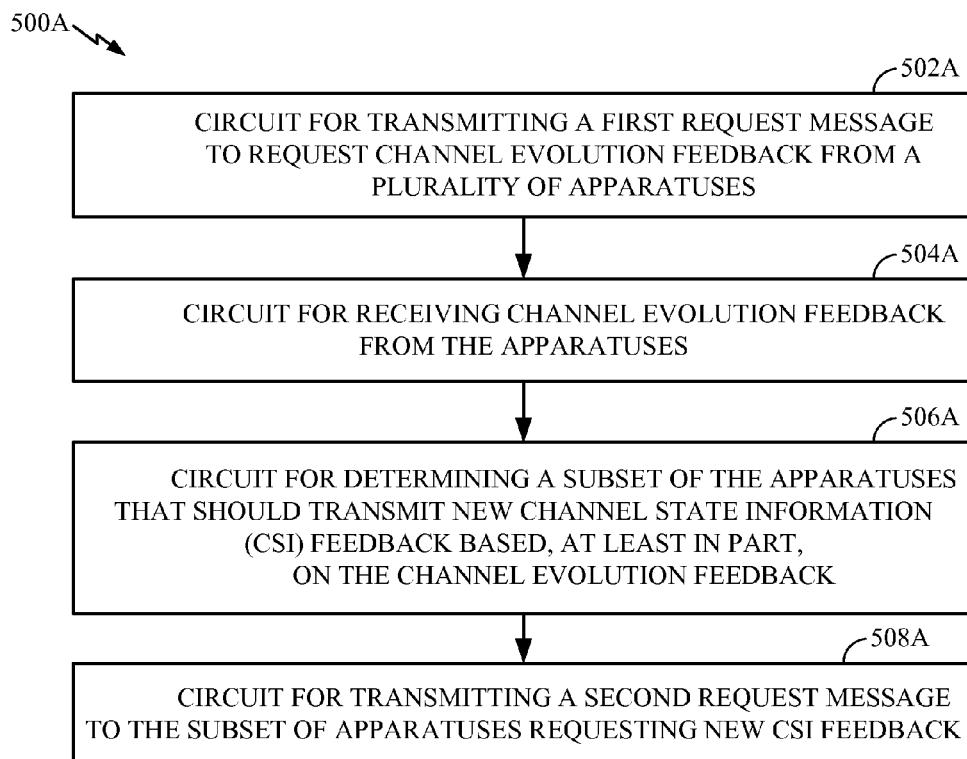 500A
502A
CIRCUIT FOR TRANSMITTING A FIRST REQUEST MESSAGE
TO REQUEST CHANNEL EVOLUTION FEEDBACK FROM A
PLURALITY OF APPARATUSES
504A
CIRCUIT FOR RECEIVING CHANNEL EVOLUTION FEEDBACK
FROM THE APPARATUSES
506A
CIRCUIT FOR DETERMINING A SUBSET OF THE APPARATUSES
THAT SHOULD TRANSMIT NEW CHANNEL STATE INFORMATION
(CSI) FEEDBACK BASED, AT LEAST IN PART,
ON THE CHANNEL EVOLUTION FEEDBACK
508A
CIRCUIT FOR TRANSMITTING A SECOND REQUEST MESSAGE
TO THE SUBSET OF APPARATUSES REQUESTING NEW CSI FEEDBACK